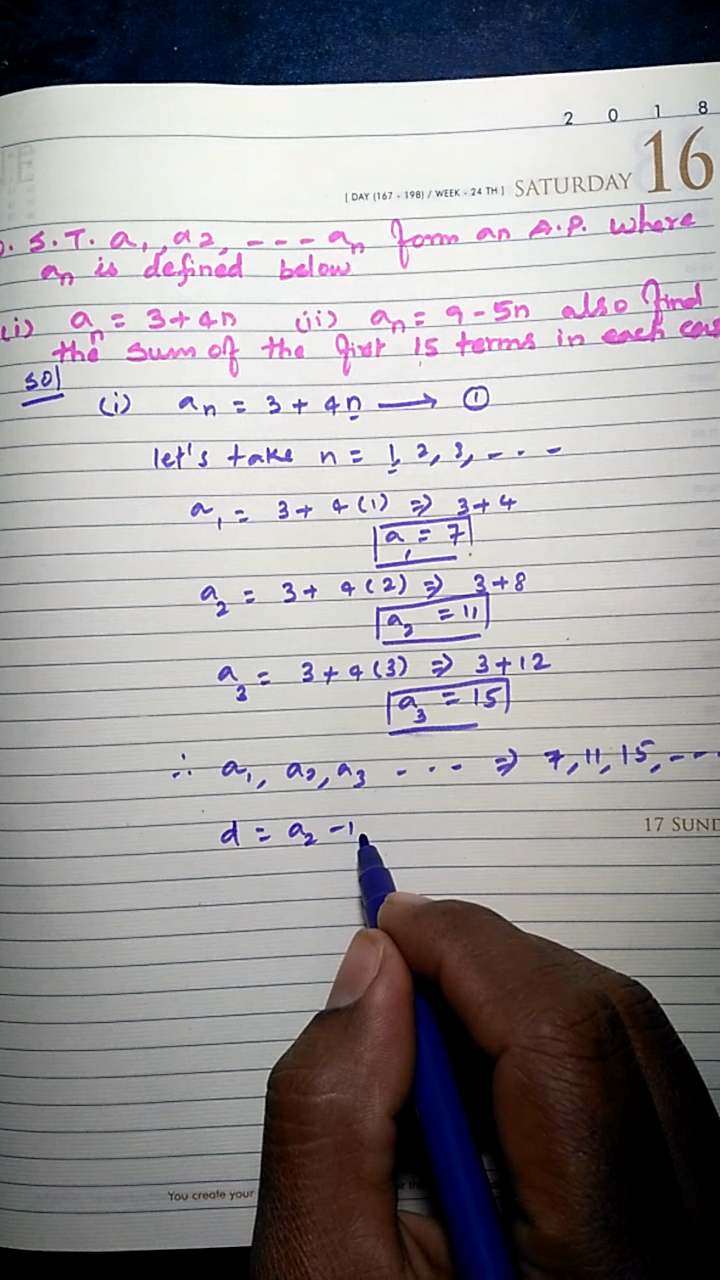 2 0 1 8
[ DAY (167 - 198) / WEEK - 24 TH ] SATURDAY 16
S.T. a₁, a2, ---- aₙ form an A.P. where
aₙ is defined below
(i) aₙ = 3+4n (ii) aₙ = 9-5n also find
the sum of the first 15 terms in each
sol
(i) aₙ = 3 + 4n ⟶ ①
let's take n = 1, 2, 3, - - - -
a₁ = 3+ 4(1) ⇒ 3+4
a₁ = 7
a₂ = 3+ 4(2) ⇒ 3+8
a₂ = 11
a₃ = 3+4(3) ⇒ 3+12
a₃ = 15
∴ a₁, a₂, a₃ - - - - ⇒ 7, 11, 15, ---
d = a₂ -
17 SUND
You create your